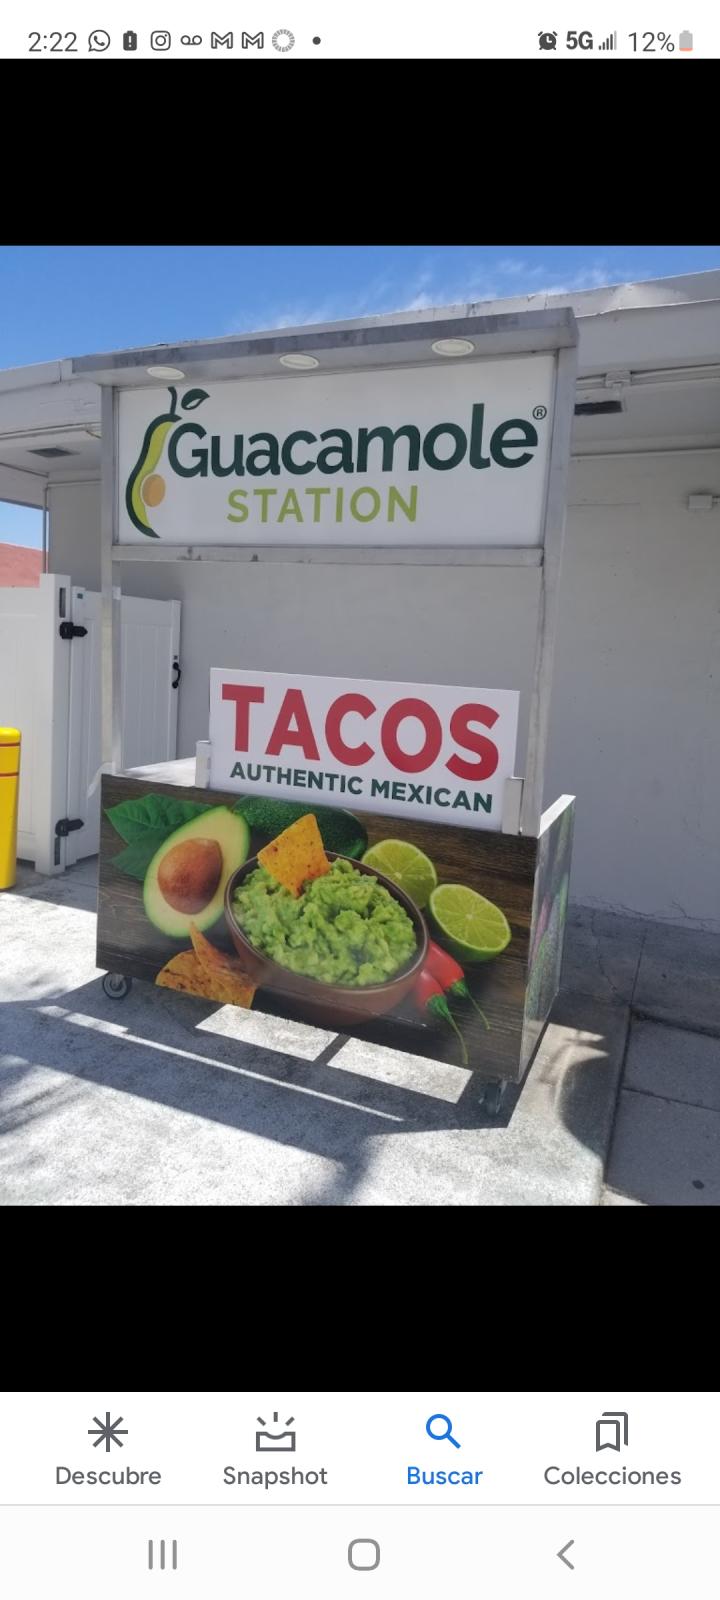 2:22
5G
12%
Guacamole®
STATION
TACOS
AUTHENTIC MEXICAN
Descubre
Snapshot
Buscar
Colecciones